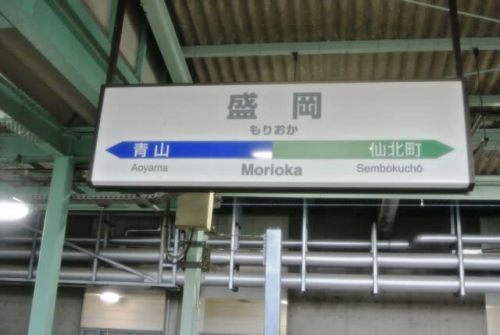 盛岡
もりおか
青山 仙北町
Aoyama Morioka Sembokuchō